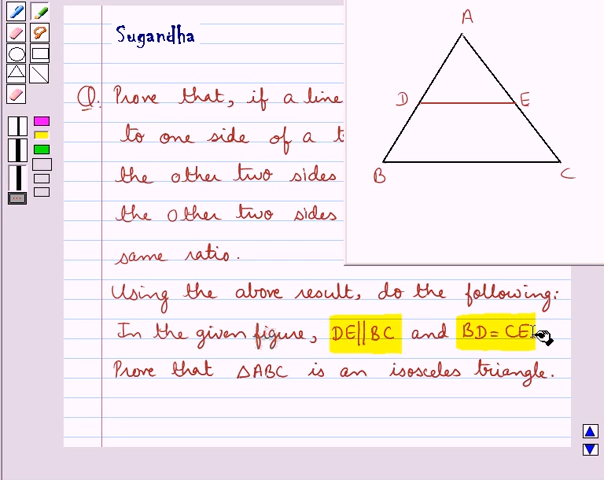 Sugandha
A
D
E
B
C
Q. Prove that, if a line
to one side of a t
the other two sides
the other two sides
same ratio.
Using the above result, do the following:
In the given figure, DE||BC and BD = CE.
Prove that △ABC is an isosceles triangle.